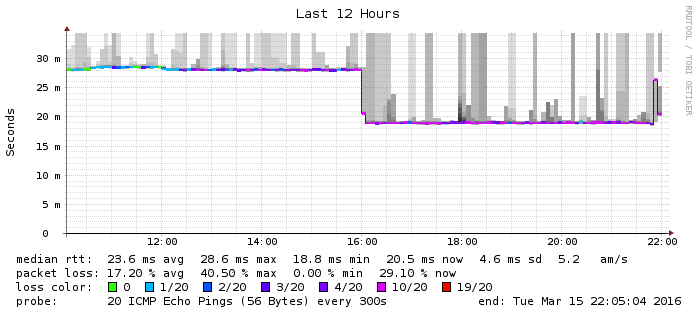 Last 12 Hours
RRDTOOL / TOBI OETIKER
Seconds
30 m
25 m
20 m
15 m
10 m
5 m
0
12:00 14:00 16:00 18:00 20:00 22:00
median rtt: 23.6 ms avg 28.6 ms max 18.8 ms min 20.5 ms now 4.6 ms sd 5.2 am/s
packet loss: 17.20 % avg 40.50 % max 0.00 % min 29.10 % now
loss color: 0 1/20 2/20 3/20 4/20 10/20 19/20
probe: 20 ICMP Echo Pings (56 Bytes) every 300s end: Tue Mar 15 22:05:04 2016